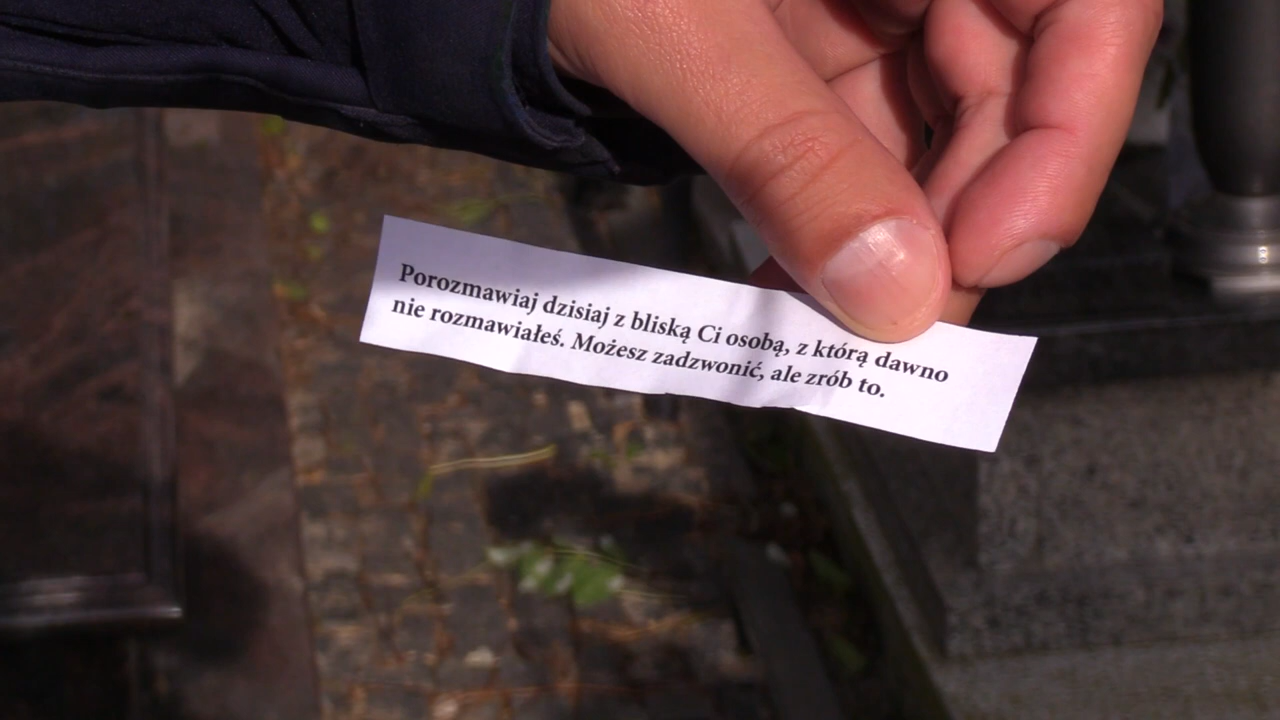 Porozmawiaj dzisiaj z bliską Ci osobą, z którą dawno
nie rozmawiałeś. Możesz zadzwonić, ale zrób to.